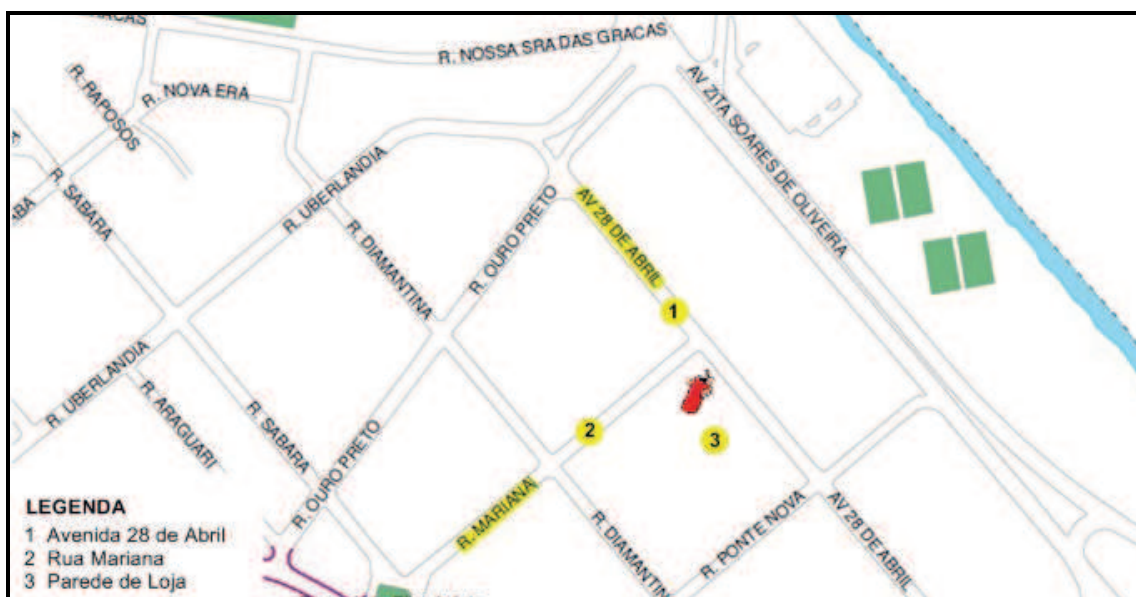 R. NOSSA SRA DAS GRACAS
R. RAPOSOS
R. NOVA ERA
AV ZITA SOARES DE OLIVEIRA
R. SABARA
ABA
R. UBERLANDIA
R. DIAMANTINA
R. OURO PRETO
AV 28 DE ABRIL
1
R. UBERLANDIA
R. ARAGUARI
R. SABARA
R. OURO PRETO
2
3
R. MARIANA
R. DIAMANTIN
R. PONTE NOVA
AV 28 DE ABRIL
LEGENDA
1 Avenida 28 de Abril
2 Rua Mariana
3 Parede de Loja